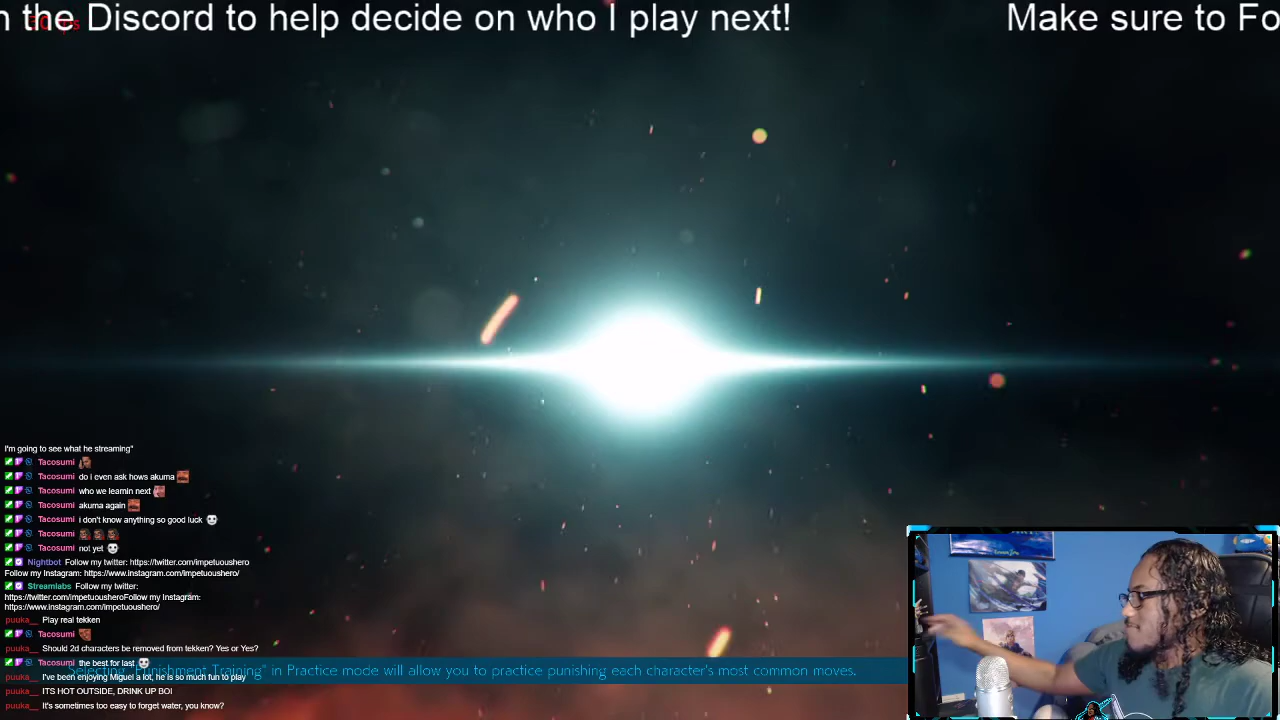 n the Discord to help decide on who I play next!
Make sure to Fo
I'm going to see what he streaming"
Tacosumi
Tacosumi do I even ask hows akuma
Tacosumi who we learnin next
Tacosumi akuma again
Tacosumi i don't know anything so good luck
Tacosumi
Tacosumi not yet
Nightbot Follow my twitter: https://twitter.com/impetuoushero
Follow my Instagram: https://www.instagram.com/impetuoushero/
Streamlabs Follow my twitter:
https://twitter.com/impetuousheroFollow my Instagram:
https://www.instagram.com/impetuoushero/
puuka__ Play real tekken
Tacosumi
puuka__ Should 2d characters be removed from tekken? Yes or Yes?
Tacosumi the best for last
Selecting "Punishment Training" in Practice mode will allow you to practice punishing each character's most common moves.
puuka__ I've been enjoying Miguel a lot, he is so much fun to play
puuka__ ITS HOT OUTSIDE, DRINK UP BOI
puuka__ It's sometimes too easy to forget water, you know?